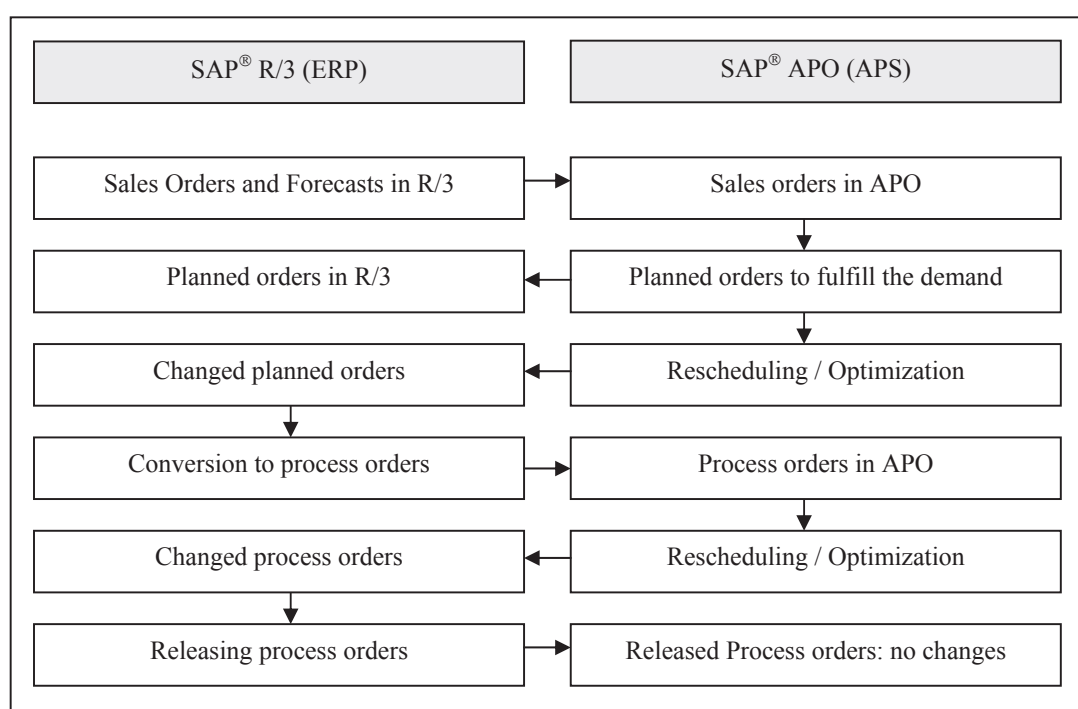 SAP® R/3 (ERP)
SAP® APO (APS)
Sales Orders and Forecasts in R/3
Sales orders in APO
Planned orders in R/3
Planned orders to fulfill the demand
Changed planned orders
Rescheduling / Optimization
Conversion to process orders
Process orders in APO
Changed process orders
Rescheduling / Optimization
Releasing process orders
Released Process orders: no changes